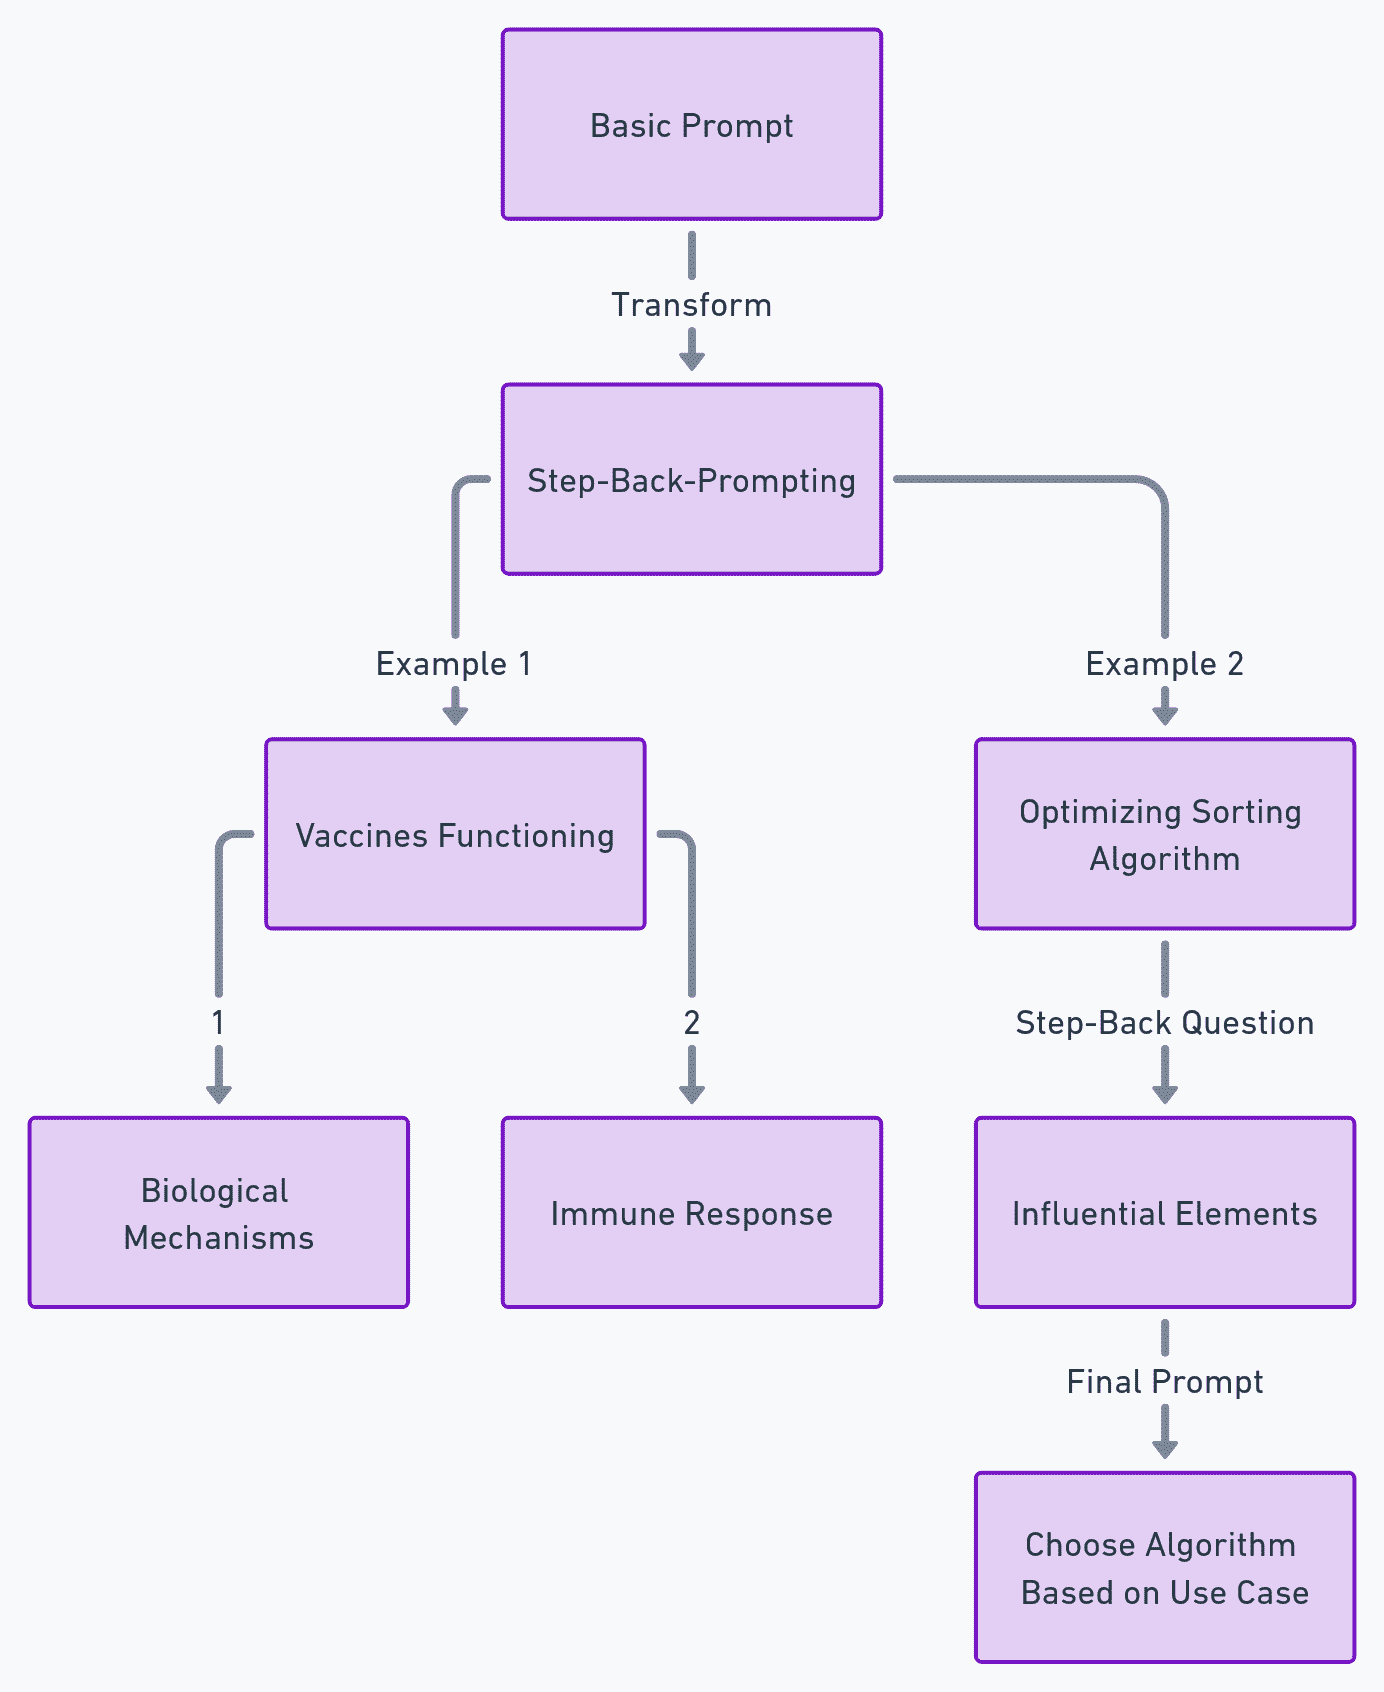 Basic Prompt
Transform
Step-Back-Prompting
Example 1
Example 2
Vaccines Functioning
Optimizing Sorting
Algorithm
1
2
Step-Back Question
Biological
Mechanisms
Immune Response
Influential Elements
Final Prompt
Choose Algorithm
Based on Use Case